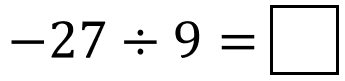 −27 ÷ 9 =